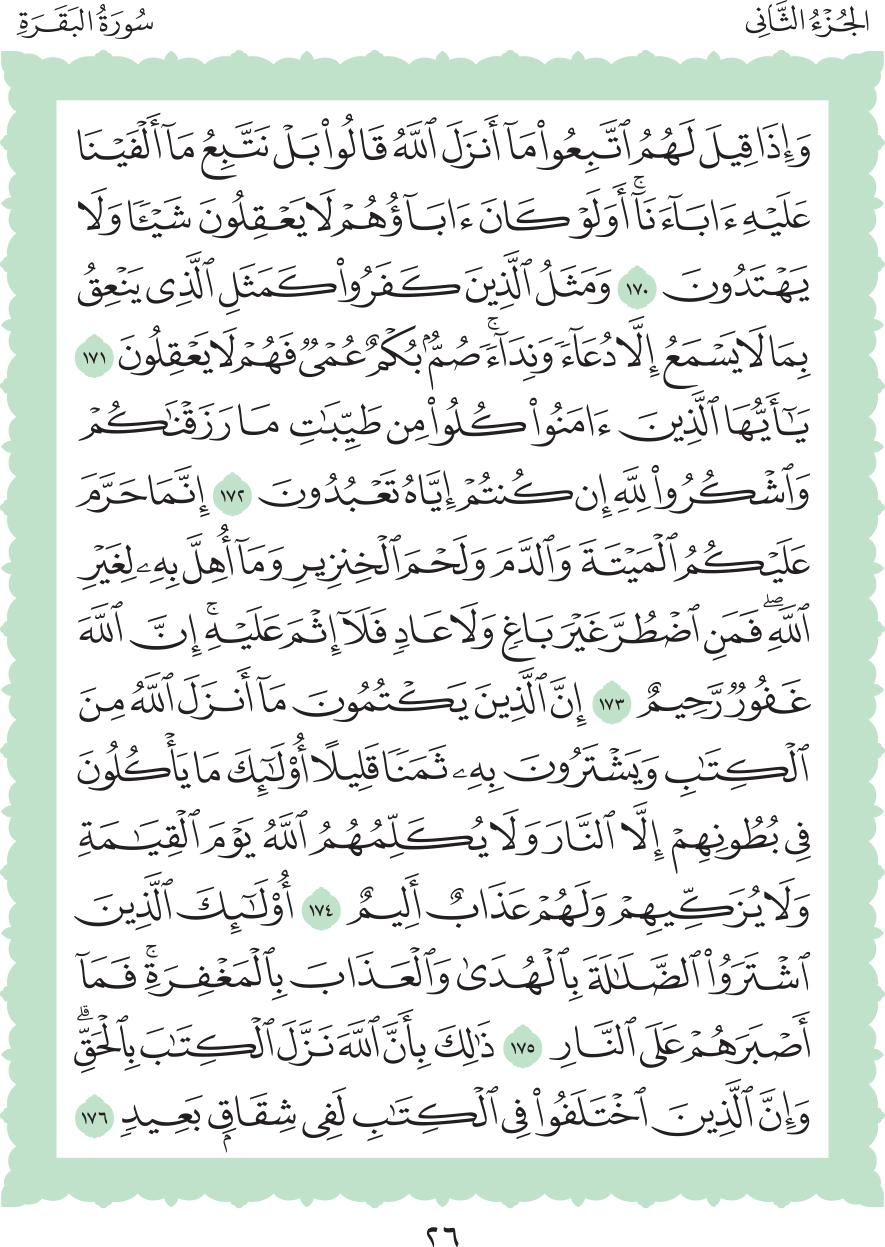 الجُزْءُ الثَّانِي
سُورَةُ البَقَرَةِ
وَإِذَا قِيلَ لَهُمُ ٱتَّبِعُوا۟ مَآ أَنزَلَ ٱللَّهُ قَالُوا۟ بَلْ نَتَّبِعُ مَآ أَلْفَيْنَا
عَلَيْهِ ءَابَآءَنَآ ۚ أَوَلَوْ كَانَ ءَابَآؤُهُمْ لَا يَعْقِلُونَ شَيْـًٔا وَلَا
يَهْتَدُونَ ١٧٠ وَمَثَلُ ٱلَّذِينَ كَفَرُوا۟ كَمَثَلِ ٱلَّذِى يَنْعِقُ
بِمَا لَا يَسْمَعُ إِلَّا دُعَآءً وَنِدَآءً ۚ صُمٌّۢ بُكْمٌ عُمْىٌ فَهُمْ لَا يَعْقِلُونَ ١٧١
يَـٰٓأَيُّهَا ٱلَّذِينَ ءَامَنُوا۟ كُلُوا۟ مِن طَيِّبَـٰتِ مَا رَزَقْنَـٰكُمْ
وَٱشْكُرُوا۟ لِلَّهِ إِن كُنتُمْ إِيَّاهُ تَعْبُدُونَ ١٧٢ إِنَّمَا حَرَّمَ
عَلَيْكُمُ ٱلْمَيْتَةَ وَٱلدَّمَ وَلَحْمَ ٱلْخِنزِيرِ وَمَآ أُهِلَّ بِهِۦ لِغَيْرِ
ٱللَّهِ ۖ فَمَنِ ٱضْطُرَّ غَيْرَ بَاغٍ وَلَا عَادٍ فَلَآ إِثْمَ عَلَيْهِ ۚ إِنَّ ٱللَّهَ
غَفُورٌ رَّحِيمٌ ١٧٣ إِنَّ ٱلَّذِينَ يَكْتُمُونَ مَآ أَنزَلَ ٱللَّهُ مِنَ
ٱلْكِتَـٰبِ وَيَشْتَرُونَ بِهِۦ ثَمَنًا قَلِيلًا أُو۟لَـٰٓئِكَ مَا يَأْكُلُونَ
فِى بُطُونِهِمْ إِلَّا ٱلنَّارَ وَلَا يُكَلِّمُهُمُ ٱللَّهُ يَوْمَ ٱلْقِيَـٰمَةِ
وَلَا يُزَكِّيهِمْ وَلَهُمْ عَذَابٌ أَلِيمٌ ١٧٤ أُو۟لَـٰٓئِكَ ٱلَّذِينَ
ٱشْتَرَوُا۟ ٱلضَّلَـٰلَةَ بِٱلْهُدَىٰ وَٱلْعَذَابَ بِٱلْمَغْفِرَةِ ۚ فَمَآ
أَصْبَرَهُمْ عَلَى ٱلنَّارِ ١٧٥ ذَٰلِكَ بِأَنَّ ٱللَّهَ نَزَّلَ ٱلْكِتَـٰبَ بِٱلْحَقِّ ۗ
وَإِنَّ ٱلَّذِينَ ٱخْتَلَفُوا۟ فِى ٱلْكِتَـٰبِ لَفِى شِقَاقٍۭ بَعِيدٍ ١٧٦
٢٦